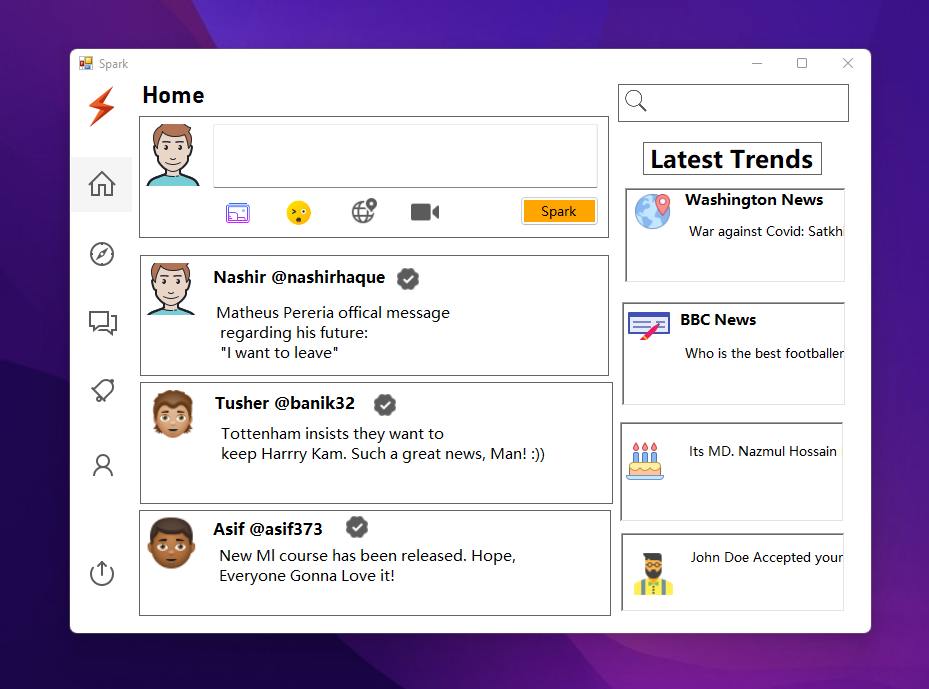 Spark
Home
Spark
Nashir @nashirhaque
Matheus Pereria offical message
regarding his future:
"I want to leave"
Tusher @banik32
Tottenham insists they want to
keep Harrry Kam. Such a great news, Man! :))
Asif @asif373
New Ml course has been released. Hope,
Everyone Gonna Love it!
Latest Trends
Washington News
War against Covid: Satkh
BBC News
Who is the best footballer
Its MD. Nazmul Hossain
John Doe Accepted your